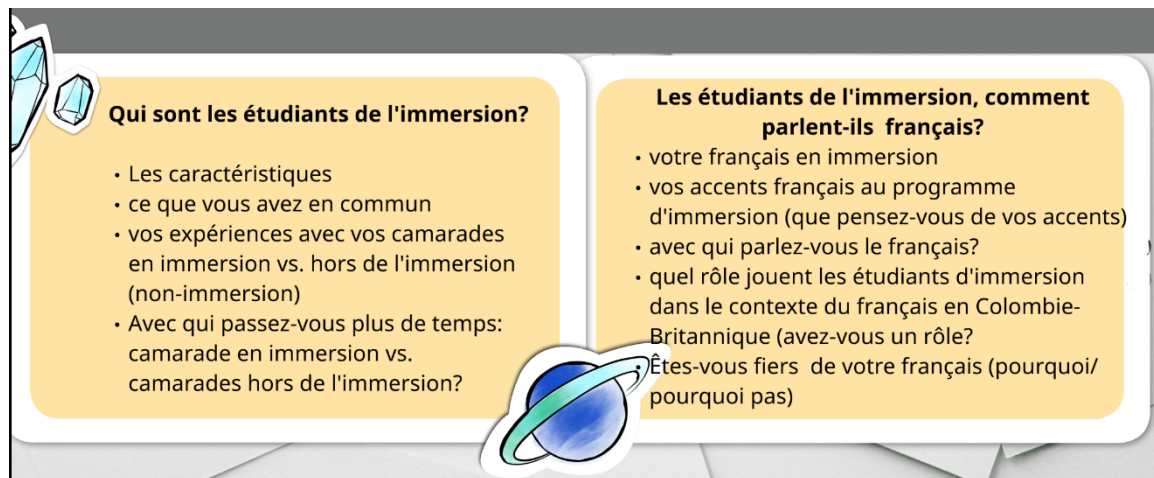 Qui sont les étudiants de l'immersion?
• Les caractéristiques
• ce que vous avez en commun
• vos expériences avec vos camarades
en immersion vs. hors de l'immersion
(non-immersion)
• Avec qui passez-vous plus de temps:
camarade en immersion vs.
camarades hors de l'immersion?
Les étudiants de l'immersion, comment
parlent-ils français?
• votre français en immersion
• vos accents français au programme
d'immersion (que pensez-vous de vos accents)
• avec qui parlez-vous le français?
• quel rôle jouent les étudiants d'immersion
dans le contexte du français en Colombie-
Britannique (avez-vous un rôle?
• Êtes-vous fiers de votre français (pourquoi/
pourquoi pas)